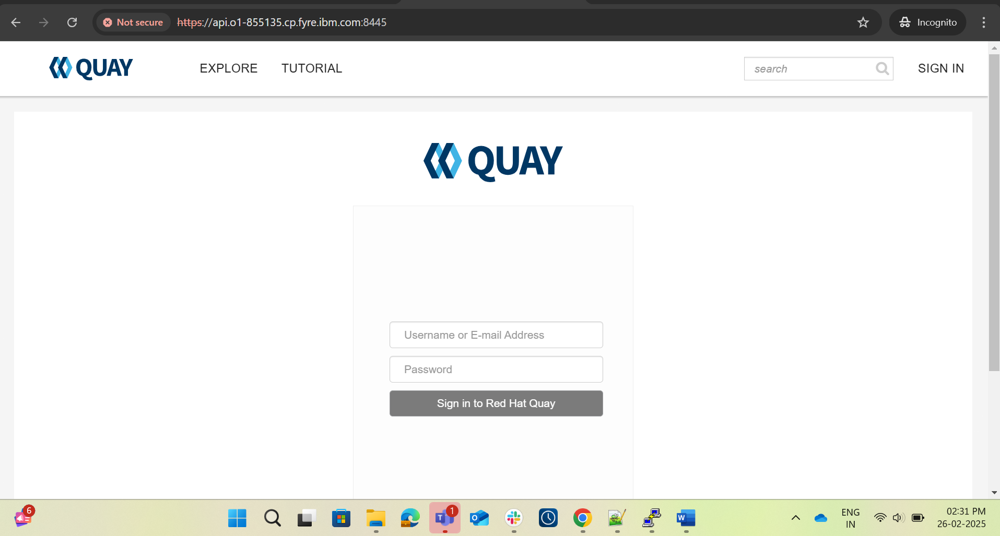 Not secure
https://api.o1-855135.cp.fyre.ibm.com:8445
Incognito
QUAY
EXPLORE
TUTORIAL
search
SIGN IN
QUAY
Username or E-mail Address
Password
Sign in to Red Hat Quay
6
T
1
O
W
ENG
IN
02:31 PM
26-02-2025